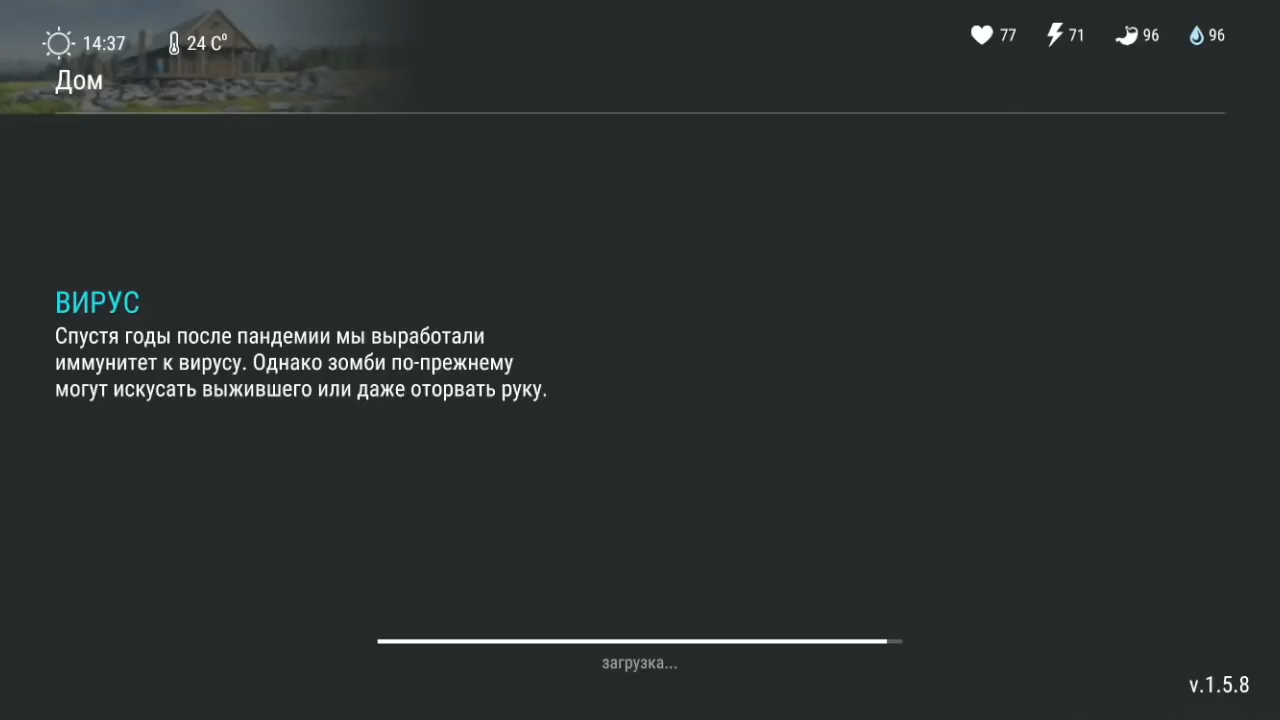 14:37 24 C° 77 71 96 96
Дом
ВИРУС
Спустя годы после пандемии мы выработали
иммунитет к вирусу. Однако зомби по-прежнему
могут искусать выжившего или даже оторвать руку.
загрузка...
v.1.5.8